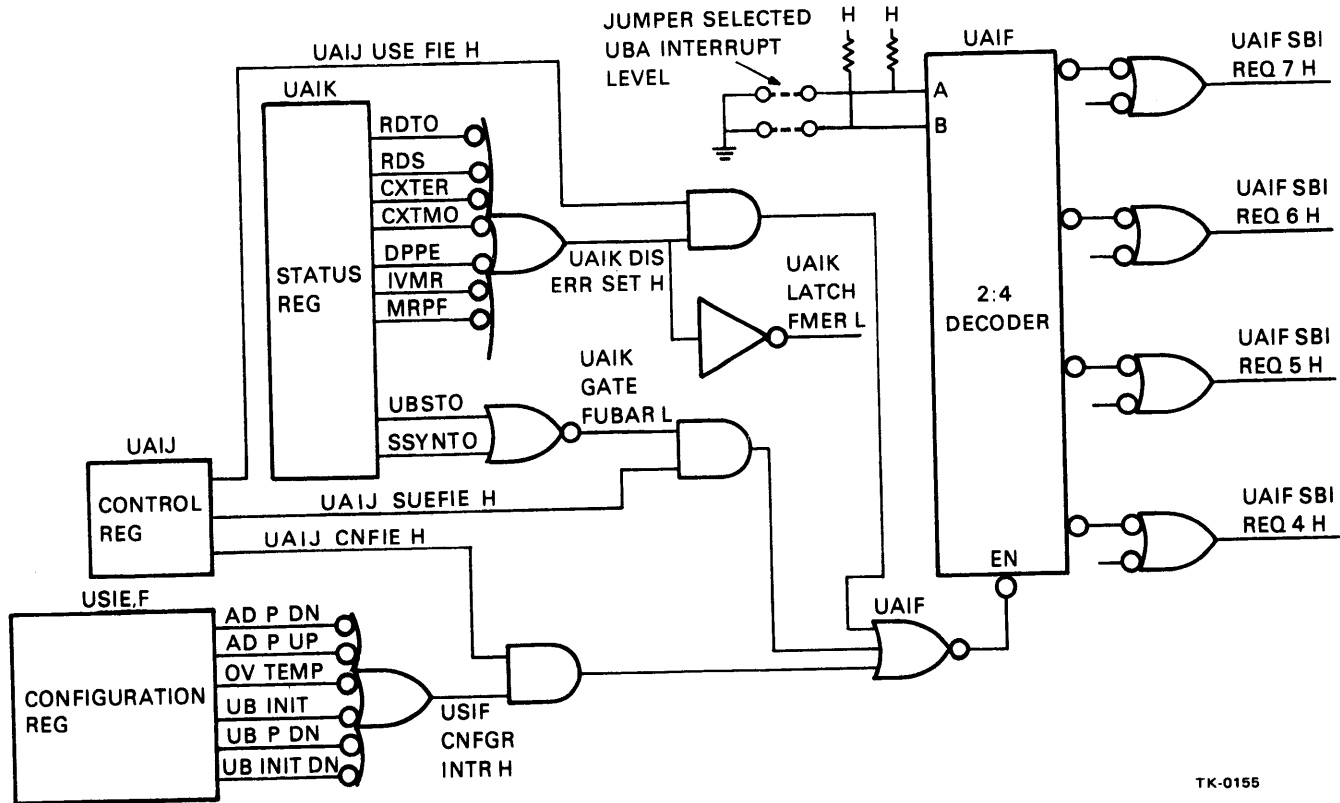 JUMPER SELECTED
UBA INTERRUPT
LEVEL
H
H
UAIF
UAIF SBI
REQ 7 H
UAIJ USE FIE H
UAIK
STATUS
REG
RDTO
RDS
CXTER
CXTMO
DPPE
IVMR
MRPF
UBSTO
SSYNTO
UAIK DIS
ERR SET H
UAIK
LATCH
FMER L
UAIK
GATE
FUBAR L
A
B
2:4
DECODER
EN
UAIF SBI
REQ 6 H
UAIF SBI
REQ 5 H
UAIF SBI
REQ 4 H
UAIJ
CONTROL
REG
UAIJ SUEFIE H
UAIJ CNFIE H
USIE,F
CONFIGURATION
REG
AD P DN
AD P UP
OV TEMP
UB INIT
UB P DN
UB INIT DN
USIF
CNFGR
INTR H
UAIF
TK-0155